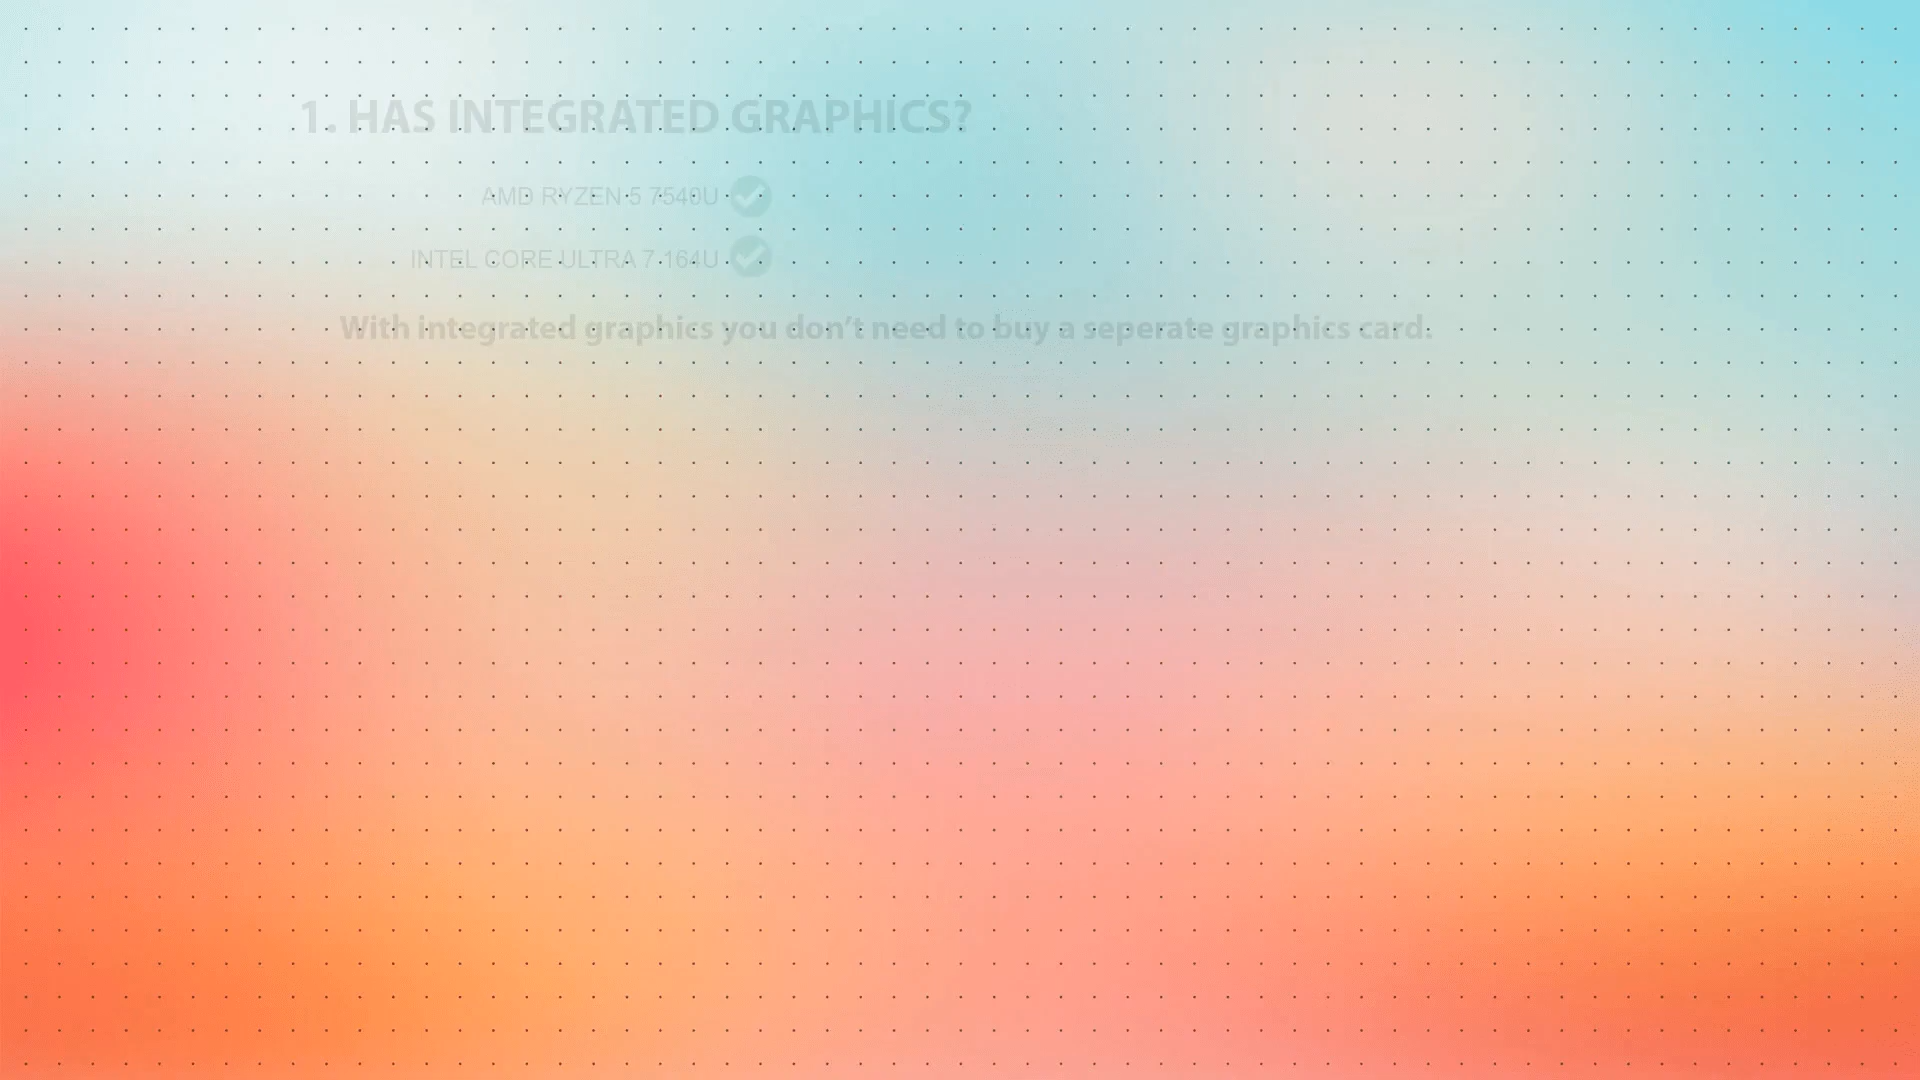 1. HAS INTEGRATED GRAPHICS?
AMD RYZEN 5 7540U
INTEL CORE ULTRA 7 164U
With integrated graphics you don’t need to buy a seperate graphics card.